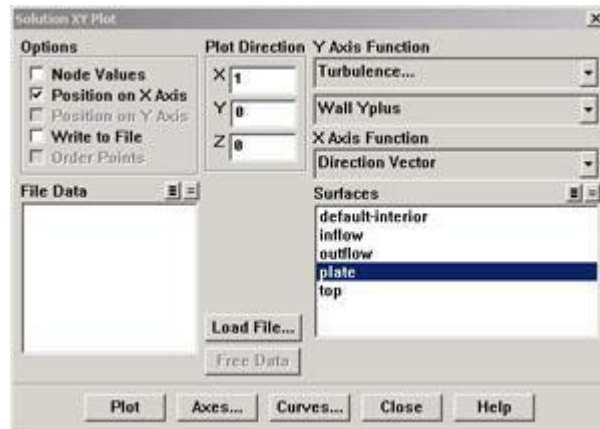 Solution XY Plot
Options
Node Values
Position on X Axis
Position on Y Axis
Write to File
Order Points
Plot Direction
X 1
Y 0
Z 0
Y Axis Function
Turbulence...
Wall Yplus
X Axis Function
Direction Vector
File Data
Surfaces
default-interior
inflow
outflow
plate
top
Load File...
Free Data
Plot Axes... Curves... Close Help